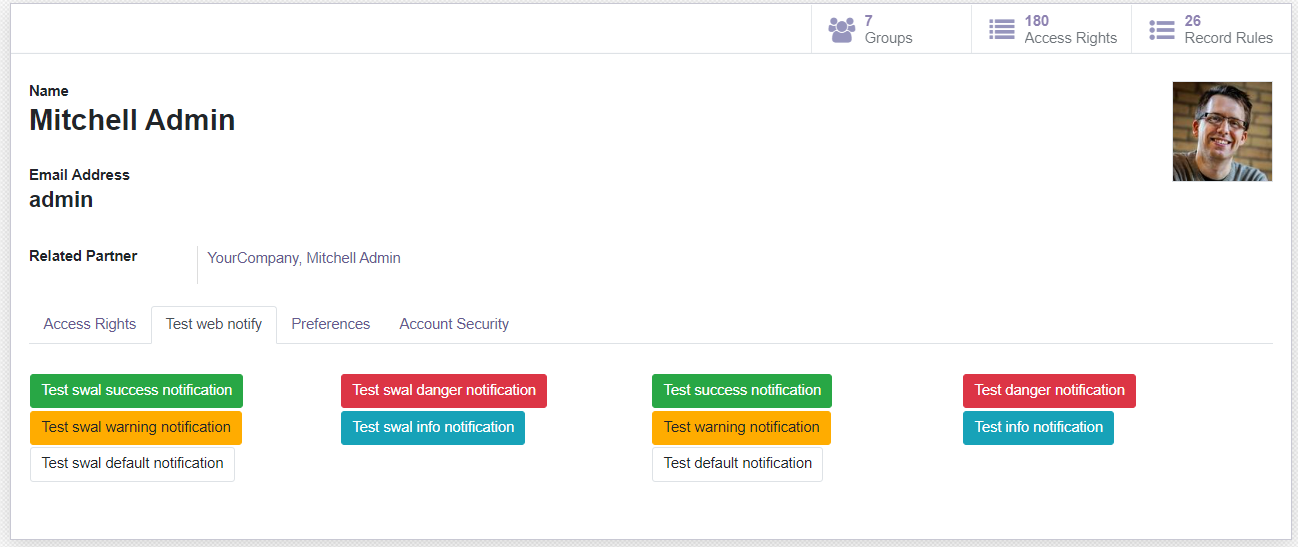 7
Groups
180
Access Rights
26
Record Rules
Name
Mitchell Admin
Email Address
admin
Related Partner
YourCompany, Mitchell Admin
Access Rights
Test web notify
Preferences
Account Security
Test swal success notification
Test swal danger notification
Test success notification
Test danger notification
Test swal warning notification
Test swal info notification
Test warning notification
Test info notification
Test swal default notification
Test default notification